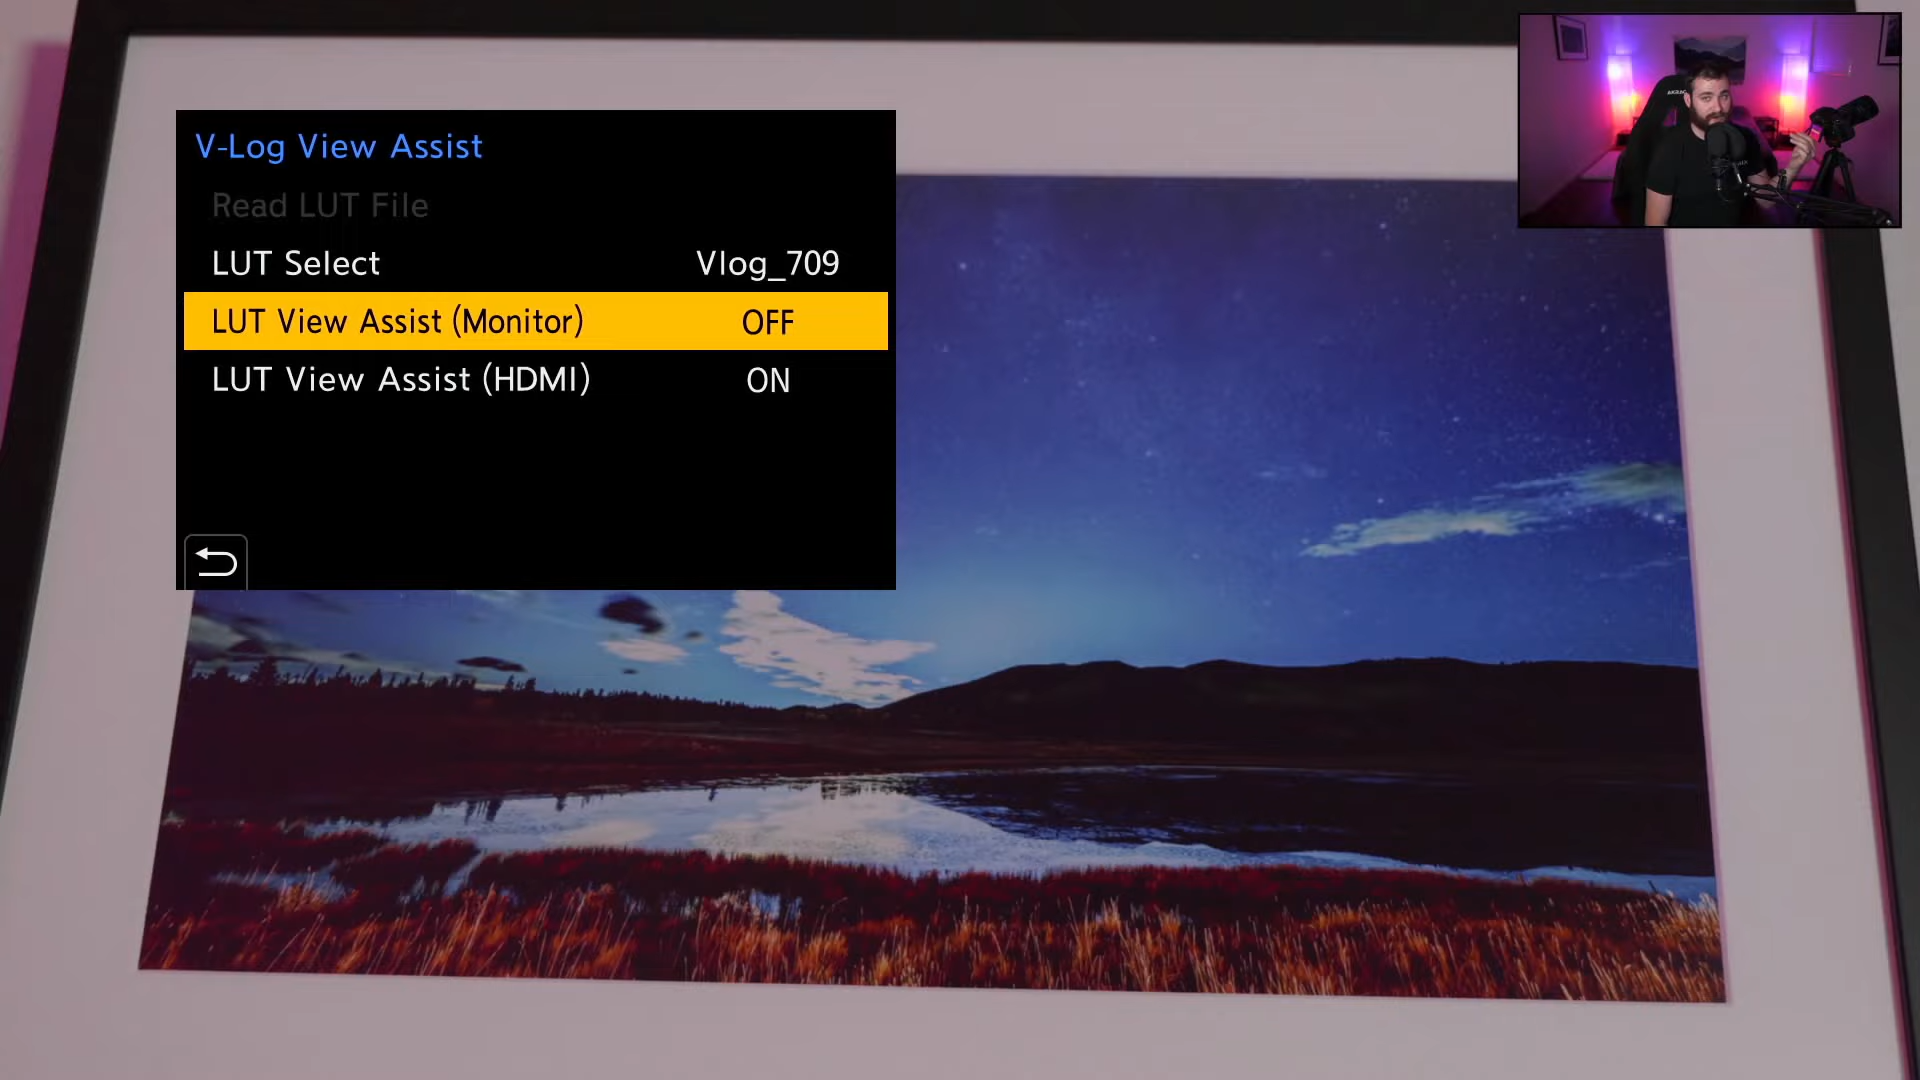 V-Log View Assist
Read LUT File
LUT Select Vlog_709
LUT View Assist (Monitor) OFF
LUT View Assist (HDMI) ON